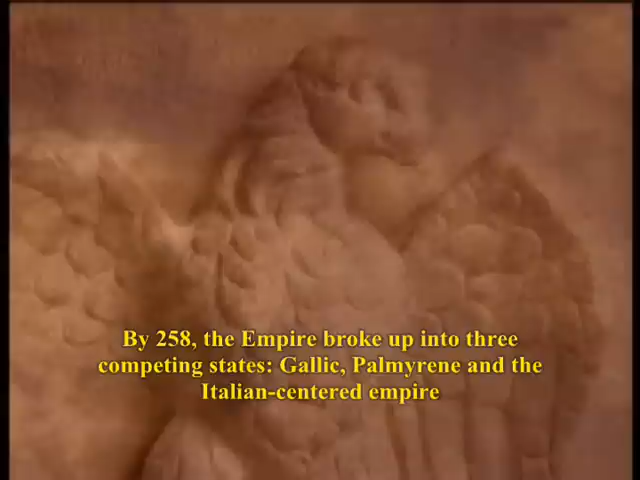 By 258, the Empire broke up into three
competing states: Gallic, Palmyrene and the
Italian-centered empire